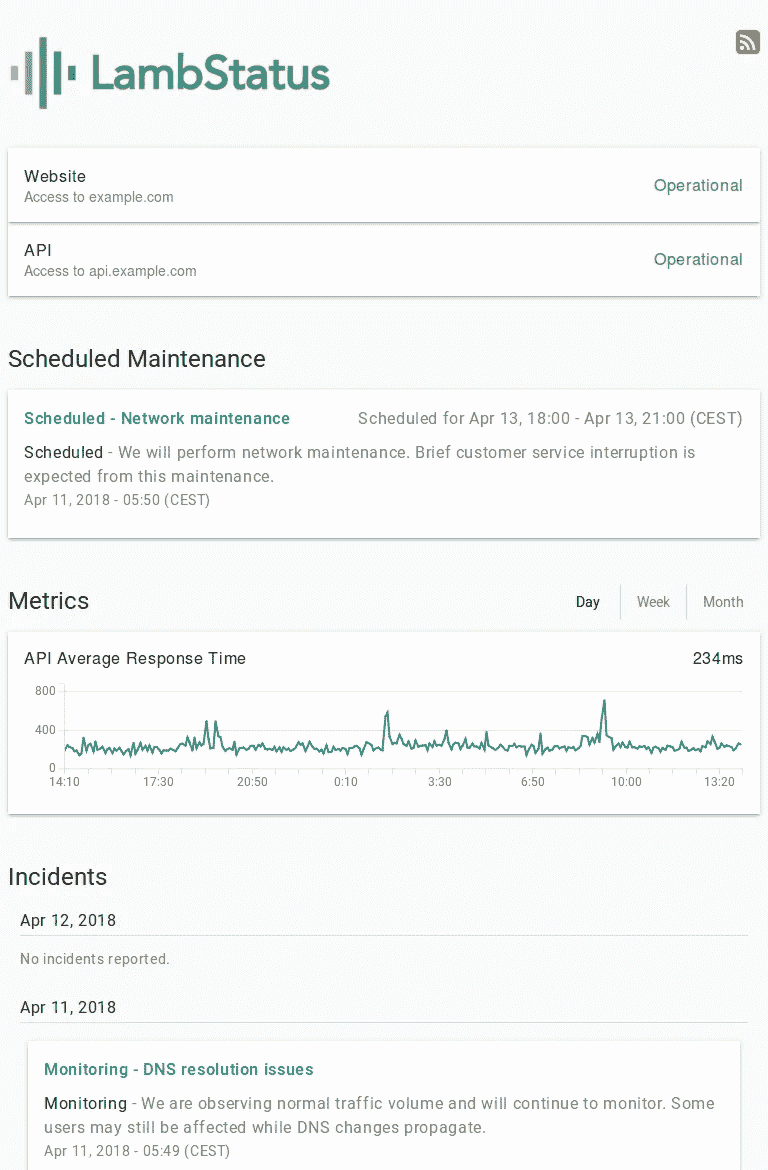 LambStatus
Website
Access to example.com
Operational
API
Access to api.example.com
Operational
Scheduled Maintenance
Scheduled - Network maintenance
Scheduled for Apr 13, 18:00 - Apr 13, 21:00 (CEST)
Scheduled - We will perform network maintenance. Brief customer service interruption is
expected from this maintenance.
Apr 11, 2018 - 05:50 (CEST)
Metrics
Day
Week
Month
API Average Response Time
234ms
800
400
0
14:10
17:30
20:50
0:10
3:30
6:50
10:00
13:20
Incidents
Apr 12, 2018
No incidents reported.
Apr 11, 2018
Monitoring - DNS resolution issues
Monitoring - We are observing normal traffic volume and will continue to monitor. Some
users may still be affected while DNS changes propagate.
Apr 11, 2018 - 05:49 (CEST)